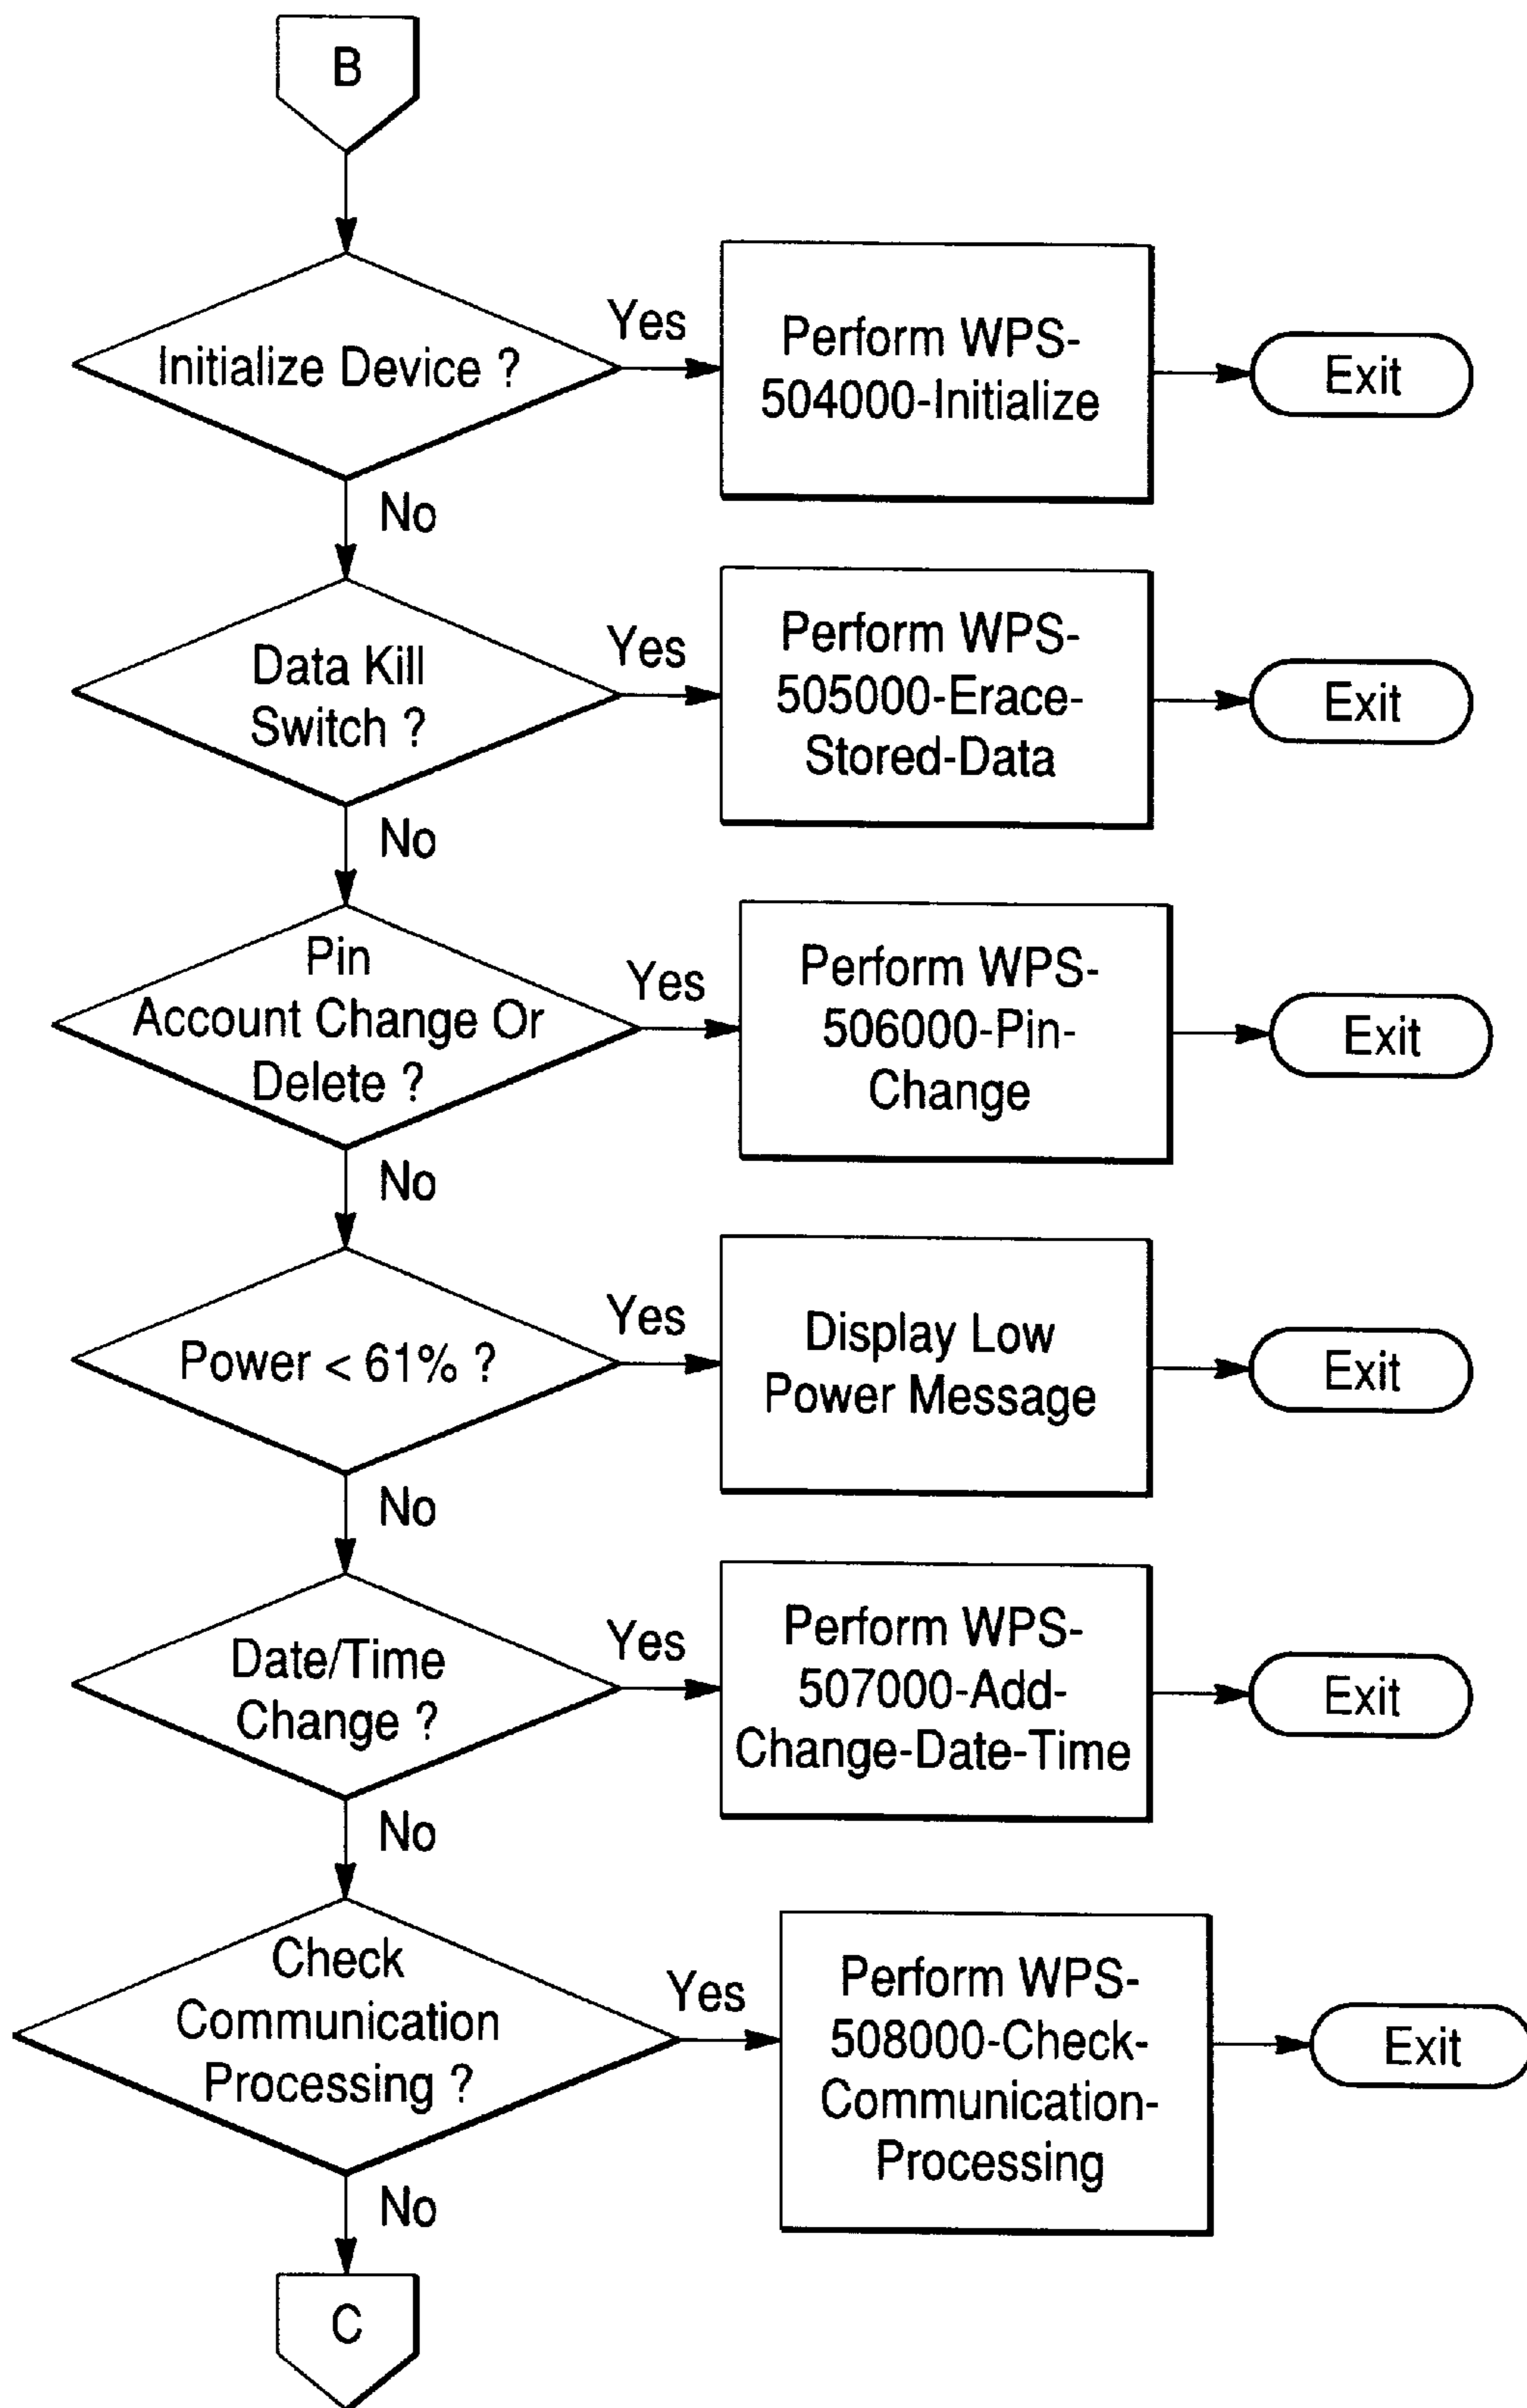 B
Initialize Device ?
Yes
Perform WPS-
504000-Initialize
Exit
No
Data Kill
Switch ?
Yes
Perform WPS-
505000-Erace-
Stored-Data
Exit
No
Pin
Account Change Or
Delete ?
Yes
Perform WPS-
506000-Pin-
Change
Exit
No
Power < 61% ?
Yes
Display Low
Power Message
Exit
No
Date/Time
Change ?
Yes
Perform WPS-
507000-Add-
Change-Date-Time
Exit
No
Check
Communication
Processing ?
Yes
Perform WPS-
508000-Check-
Communication-
Processing
Exit
No
C